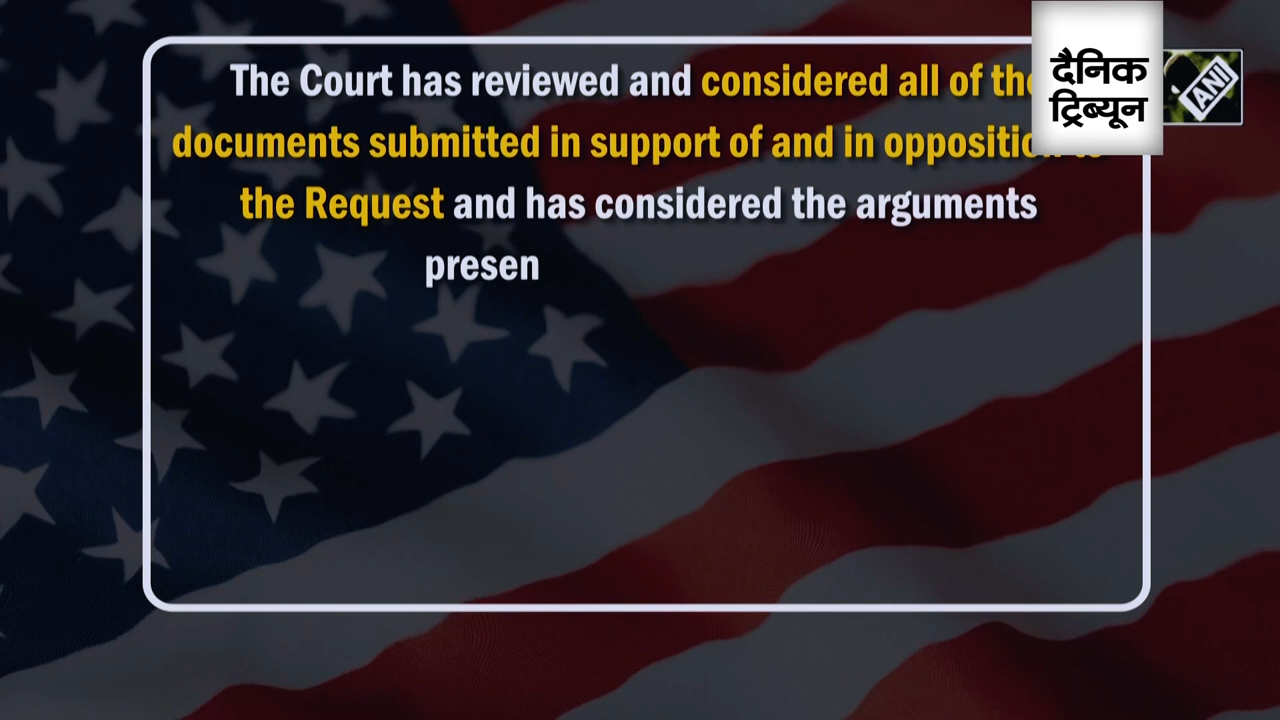 The Court has reviewed and considered all of the
documents submitted in support of and in opposition to
the Request and has considered the arguments
presen
दैनिक
ट्रिब्यून
ANI